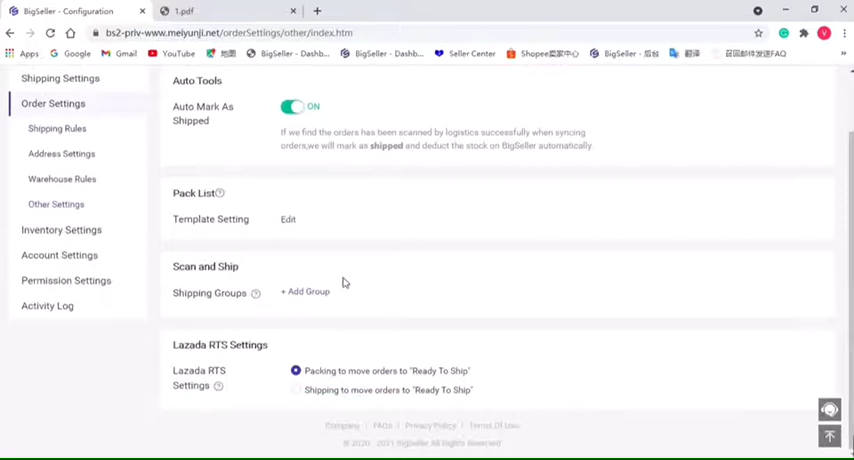 BigSeller - Configuration
1.pdf
bs2-priv-www.meiyunji.net/orderSettings/other/index.htm
V
Apps
Google
Gmail
YouTube
地图
BigSeller - Dashb...
BigSeller - Dashb...
Seller Center
Shopee卖家中心
BigSeller - 后台
翻译
召回邮件发送FAQ
Shipping Settings
Order Settings
Shipping Rules
Address Settings
Warehouse Rules
Other Settings
Inventory Settings
Account Settings
Permission Settings
Activity Log
Auto Tools
Auto Mark As
Shipped
ON
If we find the orders has been scanned by logistics successfully when syncing
orders,we will mark as shipped and deduct the stock on BigSeller automatically.
Pack List
Template Setting
Edit
Scan and Ship
Shipping Groups
+ Add Group
Lazada RTS Settings
Lazada RTS
Settings
Packing to move orders to "Ready To Ship"
Shipping to move orders to "Ready To Ship"
Company | FAQs | Privacy Policy | Terms Of Use
© 2020 - 2021 BigSeller All Rights Reserved